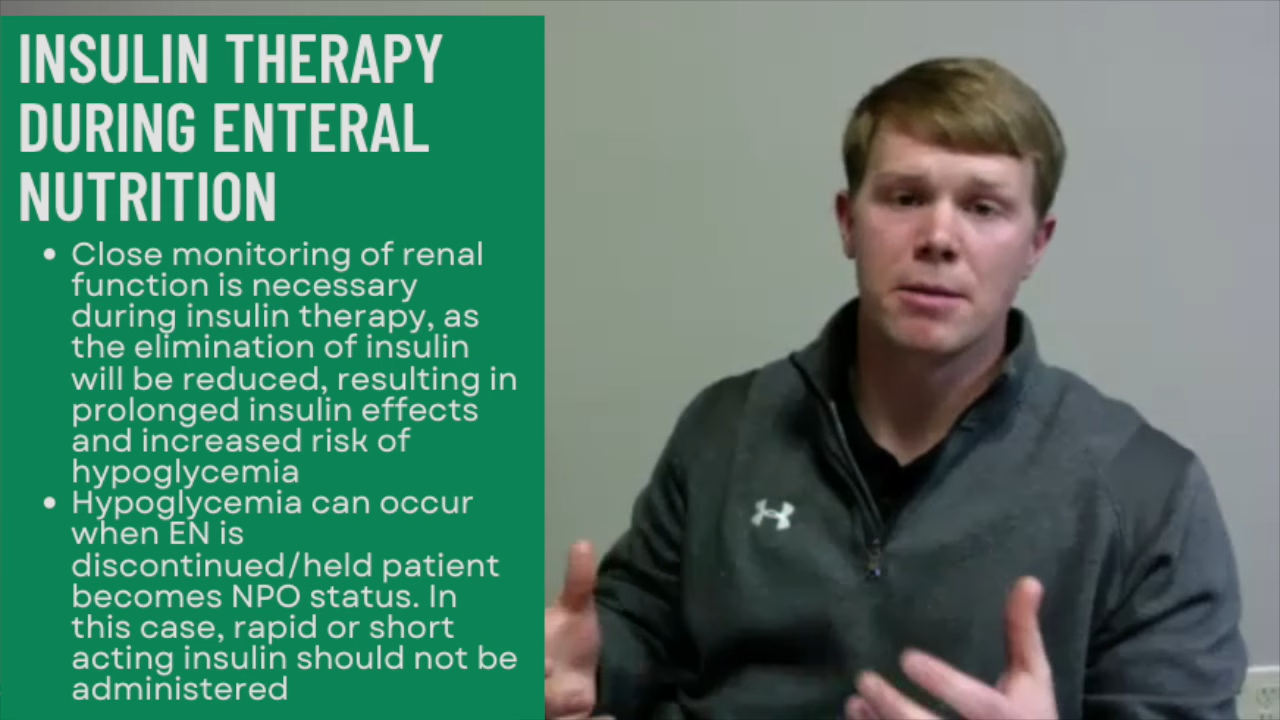 INSULIN THERAPY
DURING ENTERAL
NUTRITION
• Close monitoring of renal
function is necessary
during insulin therapy, as
the elimination of insulin
will be reduced, resulting in
prolonged insulin effects
and increased risk of
hypoglycemia
• Hypoglycemia can occur
when EN is
discontinued/held patient
becomes NPO status. In
this case, rapid or short
acting insulin should not be
administered